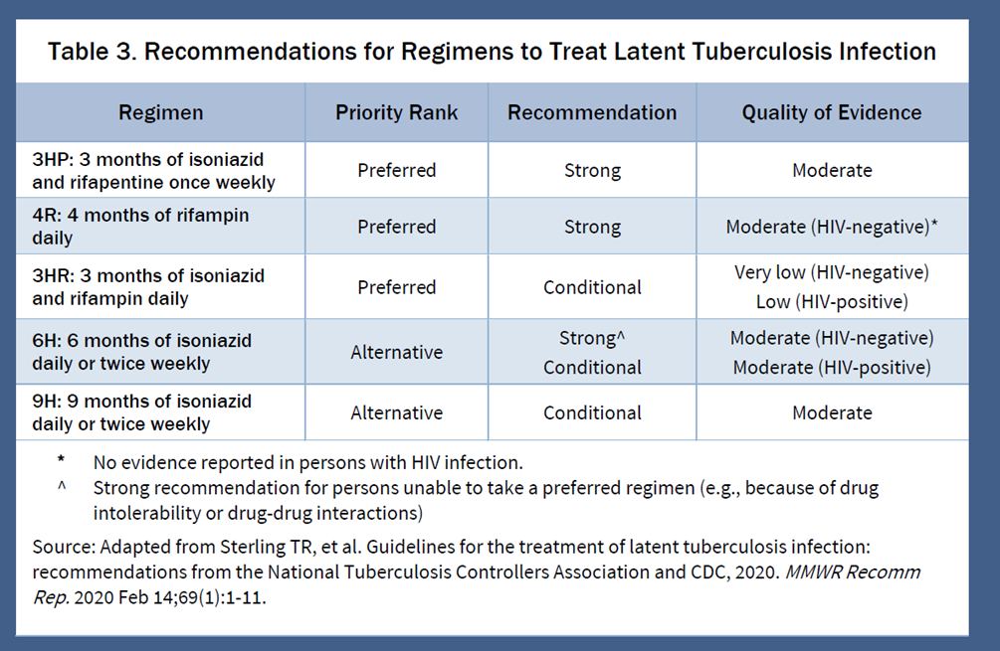 Table 3. Recommendations for Regimens to Treat Latent Tuberculosis Infection
Regimen Priority Rank Recommendation Quality of Evidence
3HP: 3 months of isoniazid
and rifapentine once weekly
Preferred Strong Moderate
4R: 4 months of rifampin
daily
Preferred Strong Moderate (HIV-negative)*
3HR: 3 months of isoniazid
and rifampin daily
Preferred Conditional
Very low (HIV-negative)
Low (HIV-positive)
6H: 6 months of isoniazid
daily or twice weekly
Alternative
Strong^
Conditional
Moderate (HIV-negative)
Moderate (HIV-positive)
9H: 9 months of isoniazid
daily or twice weekly
Alternative Conditional Moderate
* No evidence reported in persons with HIV infection.
^ Strong recommendation for persons unable to take a preferred regimen (e.g., because of drug
intolerability or drug-drug interactions)
Source: Adapted from Sterling TR, et al. Guidelines for the treatment of latent tuberculosis infection:
recommendations from the National Tuberculosis Controllers Association and CDC, 2020. MMWR Recomm
Rep. 2020 Feb 14;69(1):1-11.